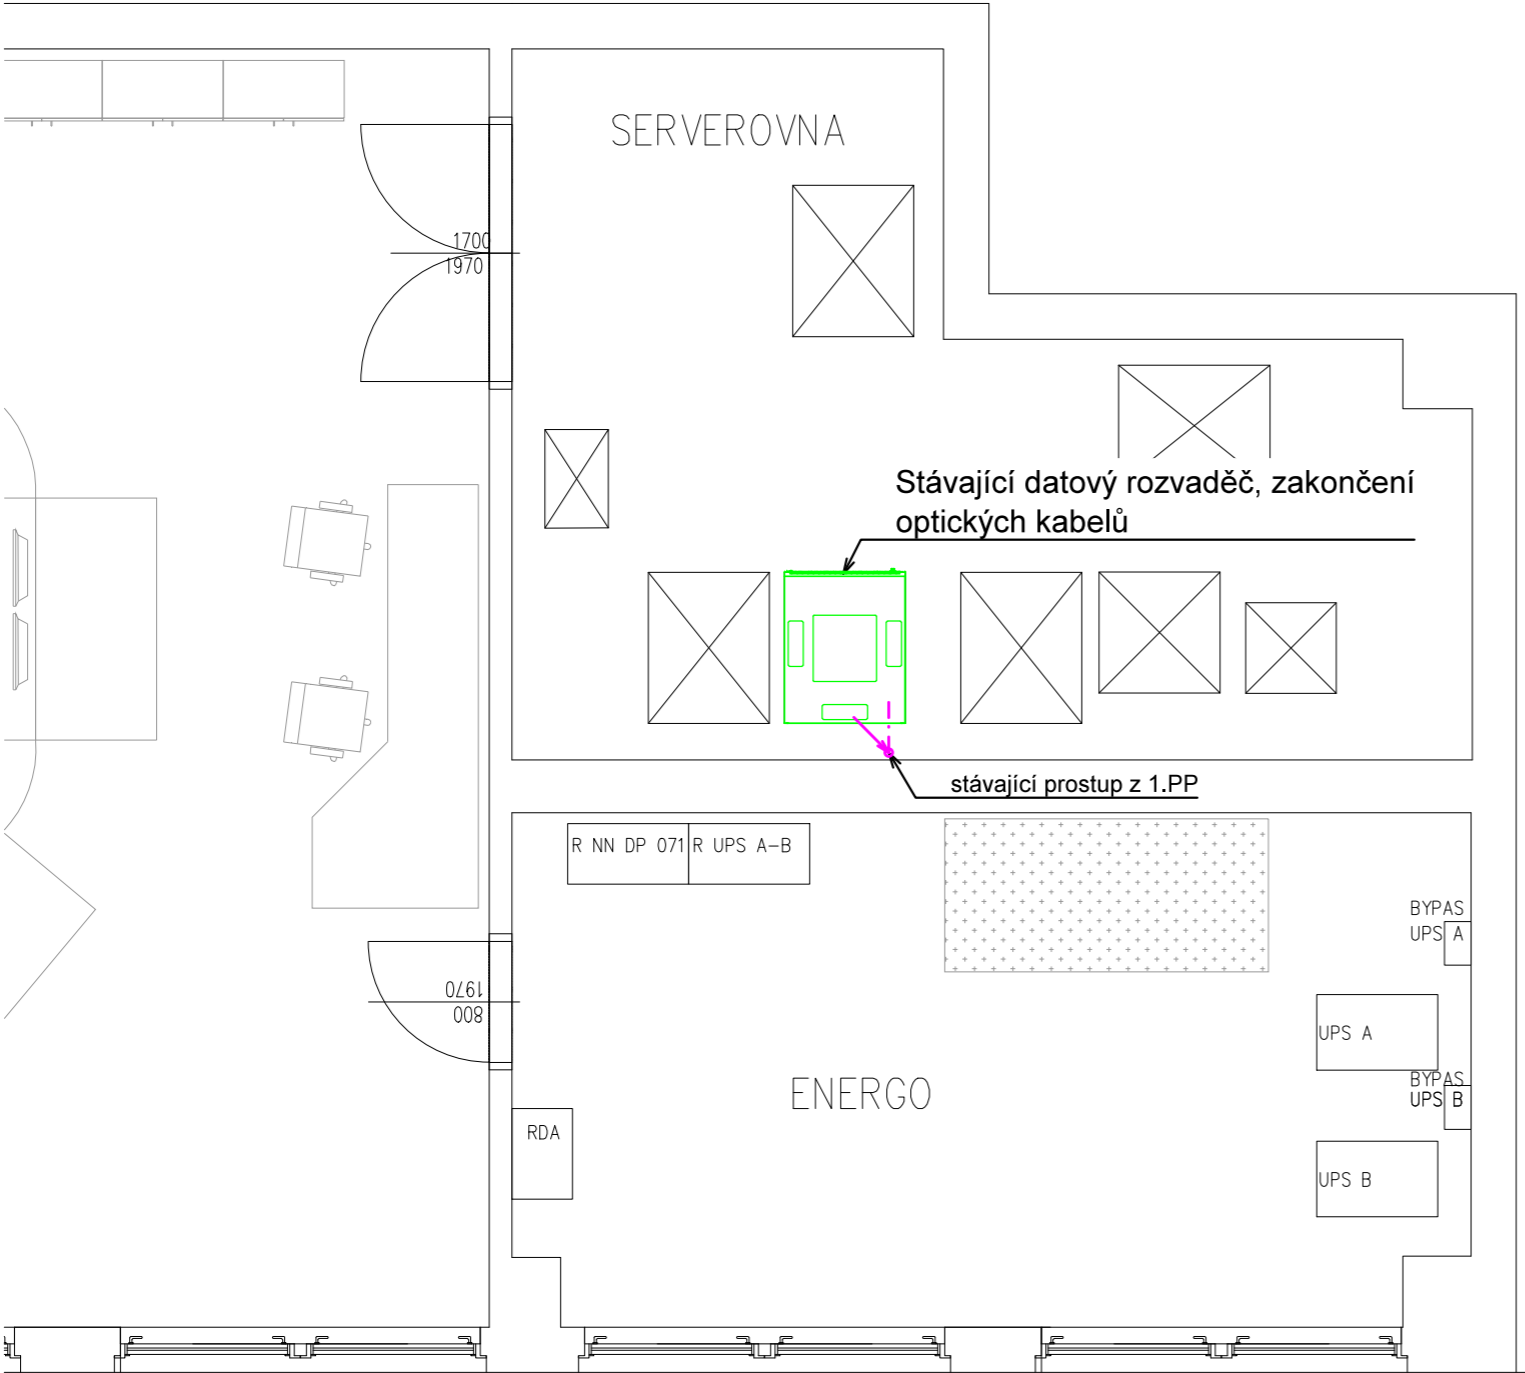 SERVEROVNA
1700
1970
Stávající datový rozvaděč, zakončení
optických kabelů
stávající prostup z 1.PP
R NN DP 071
R UPS A-B
BYPAS
UPS A
1970
800
UPS A
BYPAS
UPS B
ENERGO
RDA
UPS B